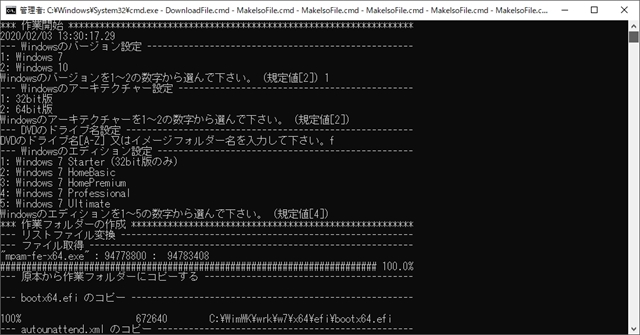 管理者: C:¥Windows¥System32¥cmd.exe - DownloadFile.cmd - MakeIsoFile.cmd - MakeIsoFile.cmd - MakeIsoFile.cmd - MakeIsoFile.cmd - MakeIsoFile.c...
*** 作業開始 ********************************************************************
2020/02/03 13:30:17.29
--- Windowsのバージョン設定 ---------------------------------------------------
1: Windows 7
2: Windows 10
Windowsのバージョンを1～2の数字から選んで下さい。 (規定値[2]) 1
--- Windowsのアーキテクチャー設定 ---------------------------------------------
1: 32bit版
2: 64bit版
Windowsのアーキテクチャーを1～2の数字から選んで下さい。 (規定値[2])
--- DVDのドライブ名設定 -------------------------------------------------------
DVDのドライブ名[A-Z] 又はイメージフォルダー名を入力して下さい。f
--- Windowsのエディション設定 -------------------------------------------------
1: Windows 7 Starter (32bit版のみ)
2: Windows 7 HomeBasic
3: Windows 7 HomePremium
4: Windows 7 Professional
5: Windows 7 Ultimate
Windowsのエディションを1～5の数字から選んで下さい。 (規定値[4])
*** 作業フォルダーの作成 ******************************************************
--- リストファイル変換 --------------------------------------------------------
--- ファイル取得 --------------------------------------------------------------
"mpam-fe-x64.exe" : 94778800 :  94783408
######################################################################## 100.0%
--- 原本から作業フォルダーにコピーする ----------------------------------------
--- bootx64.efi のコピー ------------------------------------------------------
100% 672640 C:¥WimWK¥wrk¥w7¥x64¥efi¥bootx64.efi
--- autounattend.xml のコピー -------------------------------------------------